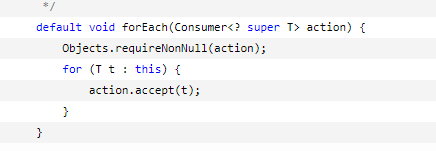 */
default void forEach(Consumer<? super T> action) {
Objects.requireNonNull(action);
for (T t : this) {
action.accept(t);
}
}